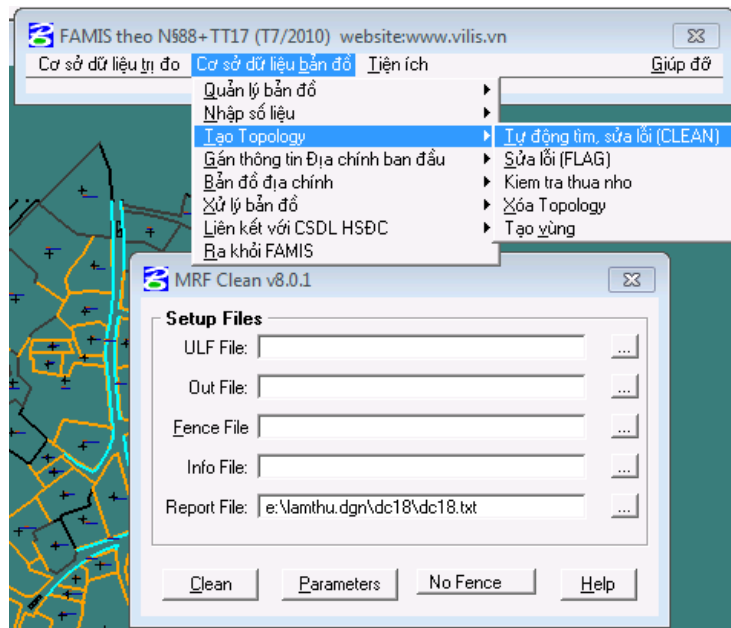 FAMIS theo N§88+TT17 (T7/2010) website:www.vilis.vn
Cơ sở dữ liệu trị đo Cơ sở dữ liệu bản đồ Tiện ích Giúp đỡ
Quản lý bản đồ
Nhập số liệu
Tạo Topology
Gán thông tin Địa chính ban đầu
Bản đồ địa chính
Xử lý bản đồ
Liên kết với CSDL HSĐC
Ra khỏi FAMIS
Tự động tìm, sửa lỗi (CLEAN)
Sửa lỗi (FLAG)
Kiem tra thua nho
Xóa Topology
Tạo vùng
MRF Clean v8.0.1
Setup Files
ULF File: ...
Out File: ...
Fence File ...
Info File: ...
Report File: e:\lamthu.dgn\dc18\dc18.txt ...
Clean Parameters No Fence Help